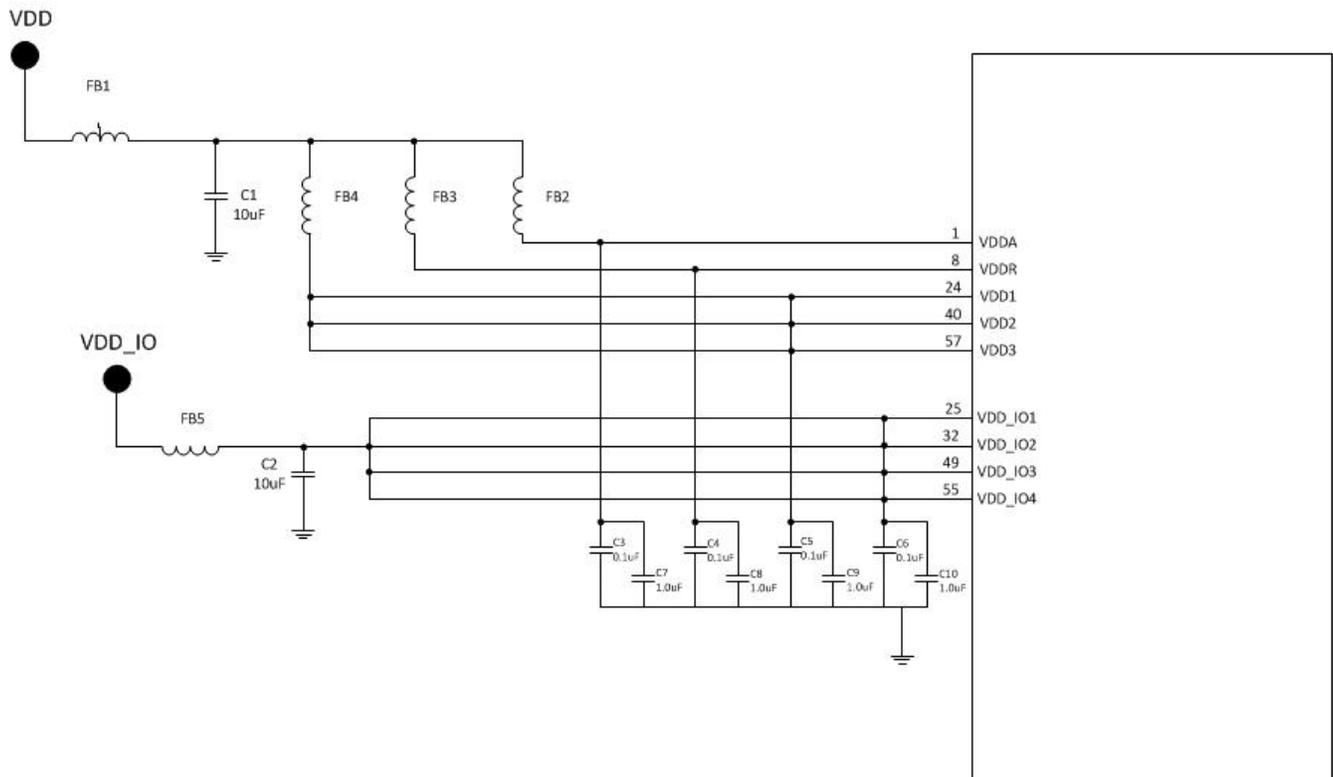 VDD
FB1
C1
10uF
FB4
FB3
FB2
1
VDDA
8
VDDR
24
VDD1
40
VDD2
57
VDD3
VDD_IO
FB5
C2
10uF
25
VDD_IO1
32
VDD_IO2
49
VDD_IO3
55
VDD_IO4
C3
0.1uF
C4
0.1uF
C5
0.1uF
C6
0.1uF
C7
1.0uF
C8
1.0uF
C9
1.0uF
C10
1.0uF